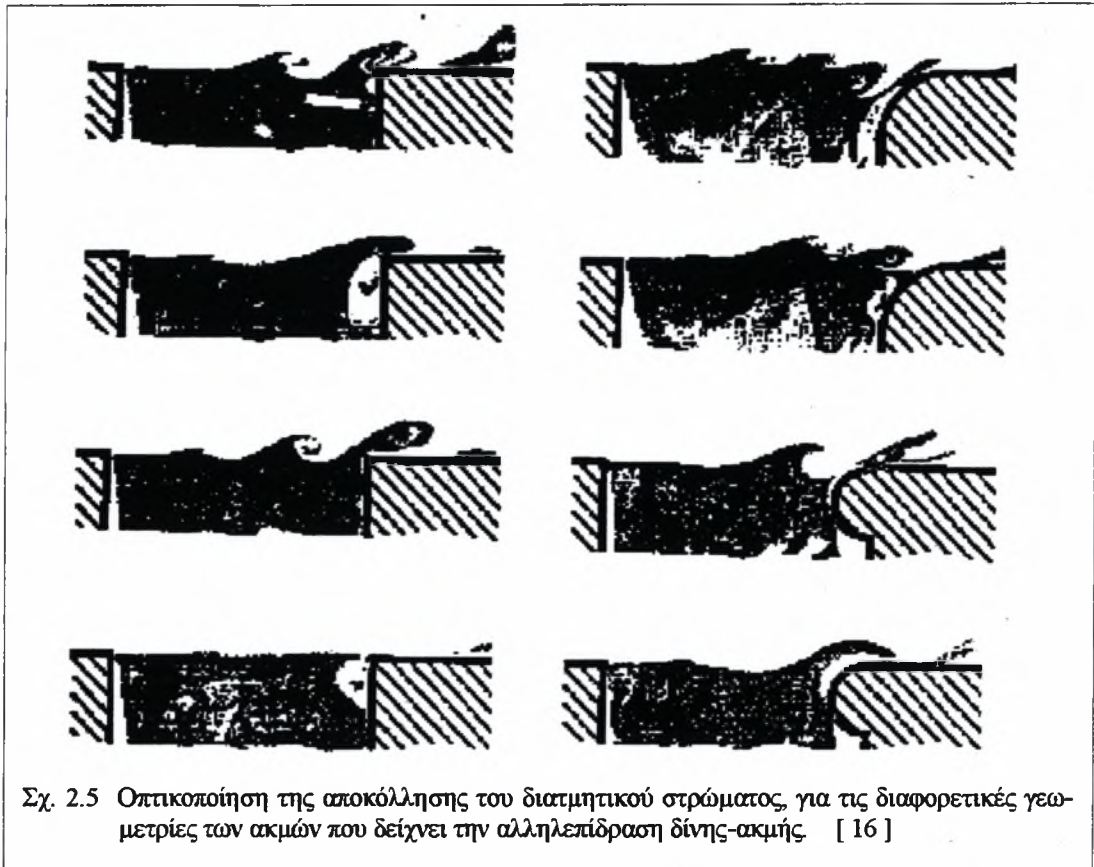 Σχ. 2.5 Οπτικοποίηση της αποκόλλησης του διατμητικού στρώματος, για τις διαφορετικές γεω-
μετρίες των ακμών που δείχνει την αλληλεπίδραση δίνης-ακμής. [ 16 ]